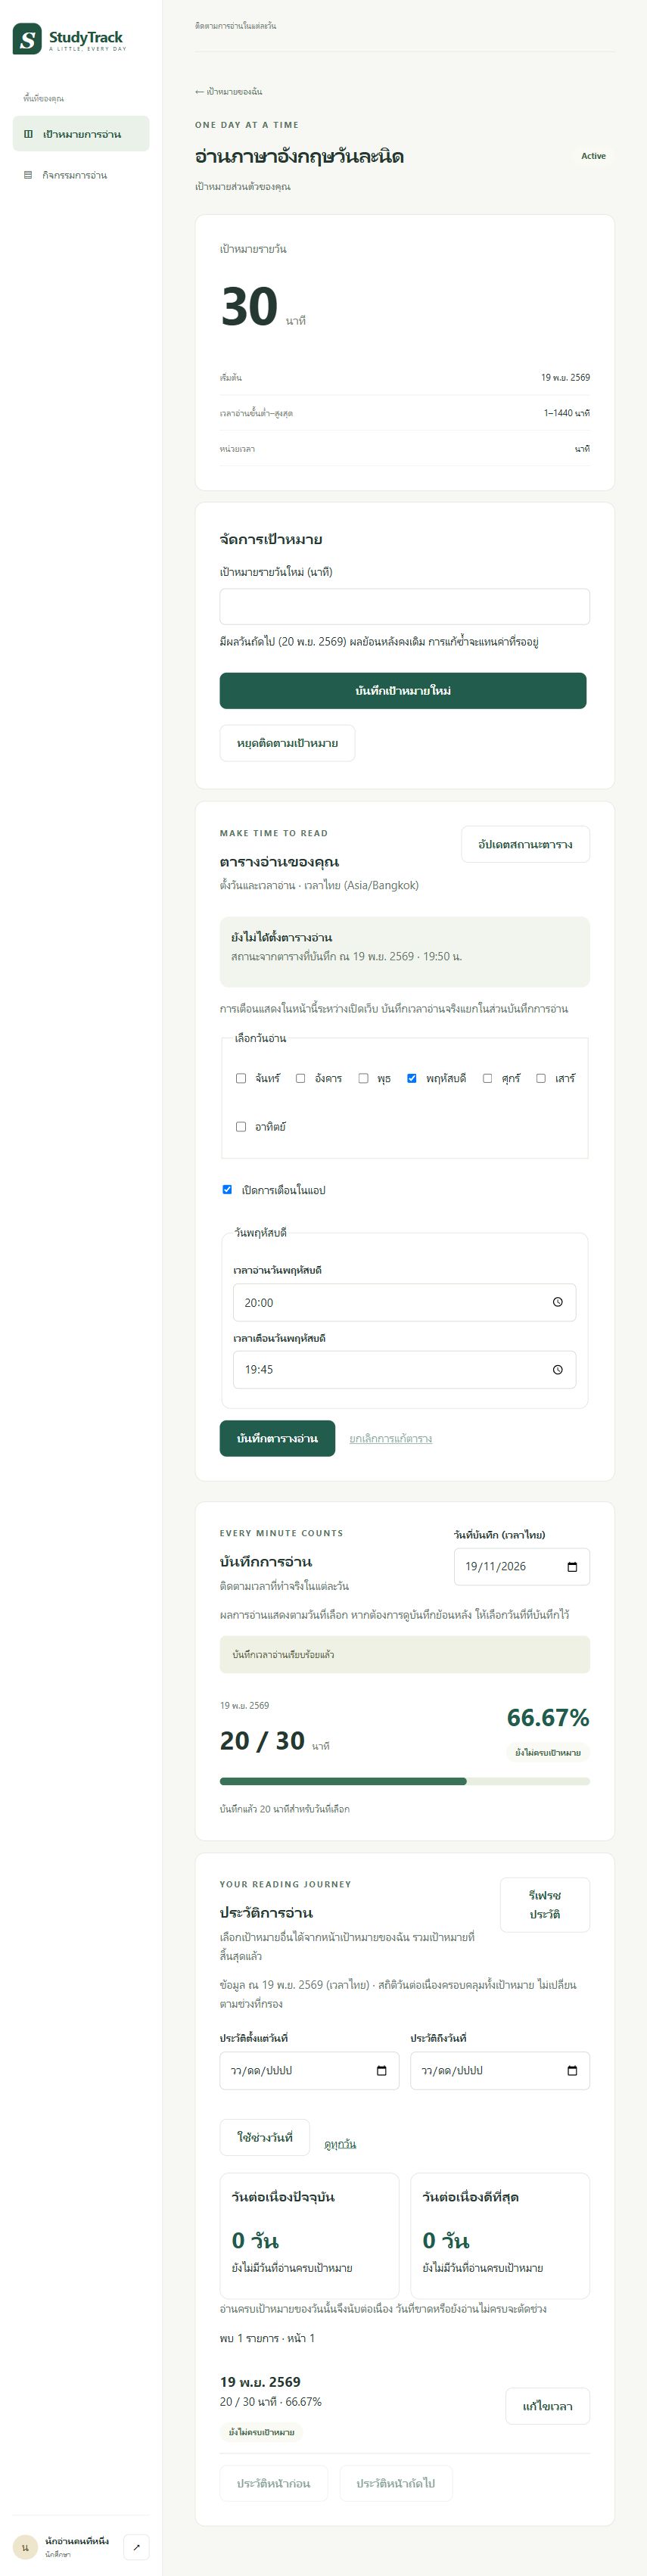 StudyTrack
A LITTLE, EVERY DAY
พื้นที่ของคุณ
เป้าหมายการอ่าน
กิจกรรมการอ่าน
ติดตามการอ่านในแต่ละวัน
← เป้าหมายของฉัน
ONE DAY AT A TIME
อ่านภาษาอังกฤษวันละนิด
Active
เป้าหมายส่วนตัวของคุณ
เป้าหมายรายวัน
30 นาที
เริ่มต้น 19 พ.ย. 2569
เวลาอ่านขั้นต่ำ–สูงสุด 1–1440 นาที
หน่วยเวลา นาที
จัดการเป้าหมาย
เป้าหมายรายวันใหม่ (นาที)
มีผลวันถัดไป (20 พ.ย. 2569) ผลย้อนหลังคงเดิม การแก้ซ้ำจะแทนค่าที่รออยู่
บันทึกเป้าหมายใหม่
หยุดติดตามเป้าหมาย
MAKE TIME TO READ
อัปเดตสถานะตาราง
ตารางอ่านของคุณ
ตั้งวันและเวลาอ่าน · เวลาไทย (Asia/Bangkok)
ยังไม่ได้ตั้งตารางอ่าน
สถานะจากตารางที่บันทึก ณ 19 พ.ย. 2569 · 19:50 น.
การเตือนแสดงในหน้านี้ระหว่างเปิดเว็บ บันทึกเวลาอ่านจริงแยกในส่วนบันทึกการอ่าน
เลือกวันอ่าน
จันทร์ อังคาร พุธ พฤหัสบดี ศุกร์ เสาร์
อาทิตย์
เปิดการเตือนในแอป
วันพฤหัสบดี
เวลาอ่านวันพฤหัสบดี
20:00
เวลาเตือนวันพฤหัสบดี
19:45
บันทึกตารางอ่าน ยกเลิกการแก้ตาราง
EVERY MINUTE COUNTS
วันที่บันทึก (เวลาไทย)
บันทึกการอ่าน
19/11/2026
ติดตามเวลาที่ทำจริงในแต่ละวัน
ผลการอ่านแสดงตามวันที่เลือก หากต้องการดูบันทึกย้อนหลัง ให้เลือกวันที่ที่บันทึกไว้
บันทึกเวลาอ่านเรียบร้อยแล้ว
19 พ.ย. 2569
66.67%
20 / 30 นาที
ยังไม่ครบเป้าหมาย
บันทึกแล้ว 20 นาทีสำหรับวันที่เลือก
YOUR READING JOURNEY
รีเฟรช
ประวัติ
ประวัติการอ่าน
เลือกเป้าหมายอื่นได้จากหน้าเป้าหมายของฉัน รวมเป้าหมายที่
สิ้นสุดแล้ว
ข้อมูล ณ 19 พ.ย. 2569 (เวลาไทย) · สถิติวันต่อเนื่องครอบคลุมทั้งเป้าหมาย ไม่เปลี่ยน
ตามช่วงที่กรอง
ประวัติตั้งแต่วันที่ ประวัติถึงวันที่
วว/ดด/ปปปป วว/ดด/ปปปป
ใช้ช่วงวันที่ ดูทุกวัน
วันต่อเนื่องปัจจุบัน วันต่อเนื่องดีที่สุด
0 วัน 0 วัน
ยังไม่มีวันที่อ่านครบเป้าหมาย ยังไม่มีวันที่อ่านครบเป้าหมาย
อ่านครบเป้าหมายของวันนั้นจึงนับต่อเนื่อง วันที่ขาดหรือยังอ่านไม่ครบจะตัดช่วง
พบ 1 รายการ · หน้า 1
19 พ.ย. 2569
20 / 30 นาที · 66.67%
แก้ไขเวลา
ยังไม่ครบเป้าหมาย
ประวัติหน้าก่อน ประวัติหน้าถัดไป
น
นักอ่านคนที่หนึ่ง
นักศึกษา